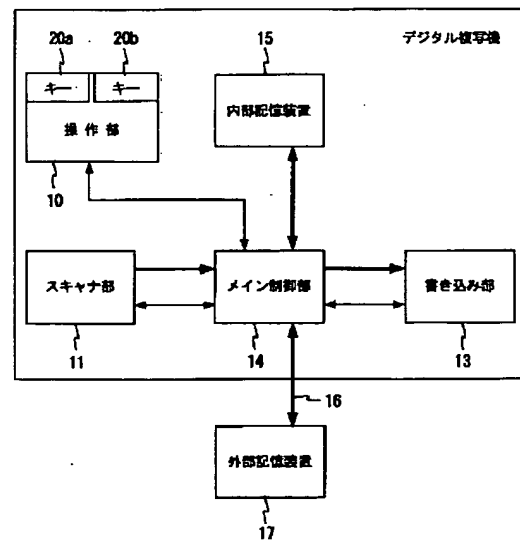 デジタル複写機
20a
20b
15
キー
キー
操作部
内部記憶装置
10
スキャナ部
メイン制御部
書き込み部
11
14
13
16
外部記憶装置
17